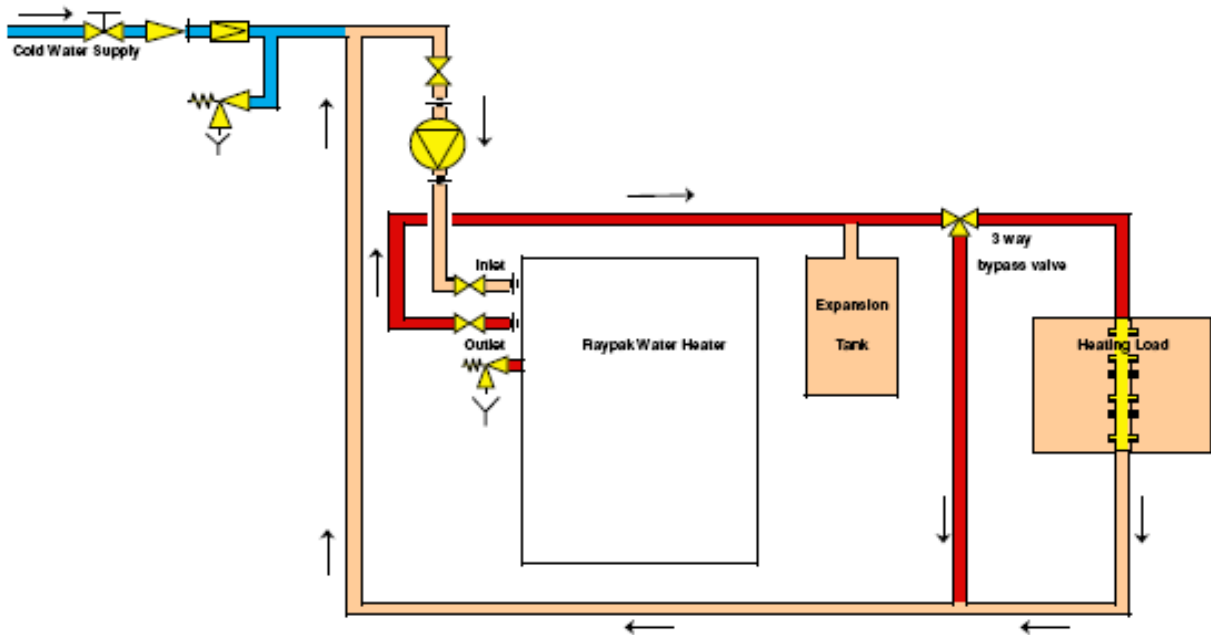 Cold Water Supply
Inlet
Outlet
Raypak Water Heater
Expansion
Tank
3 way
bypass valve
Heating Load